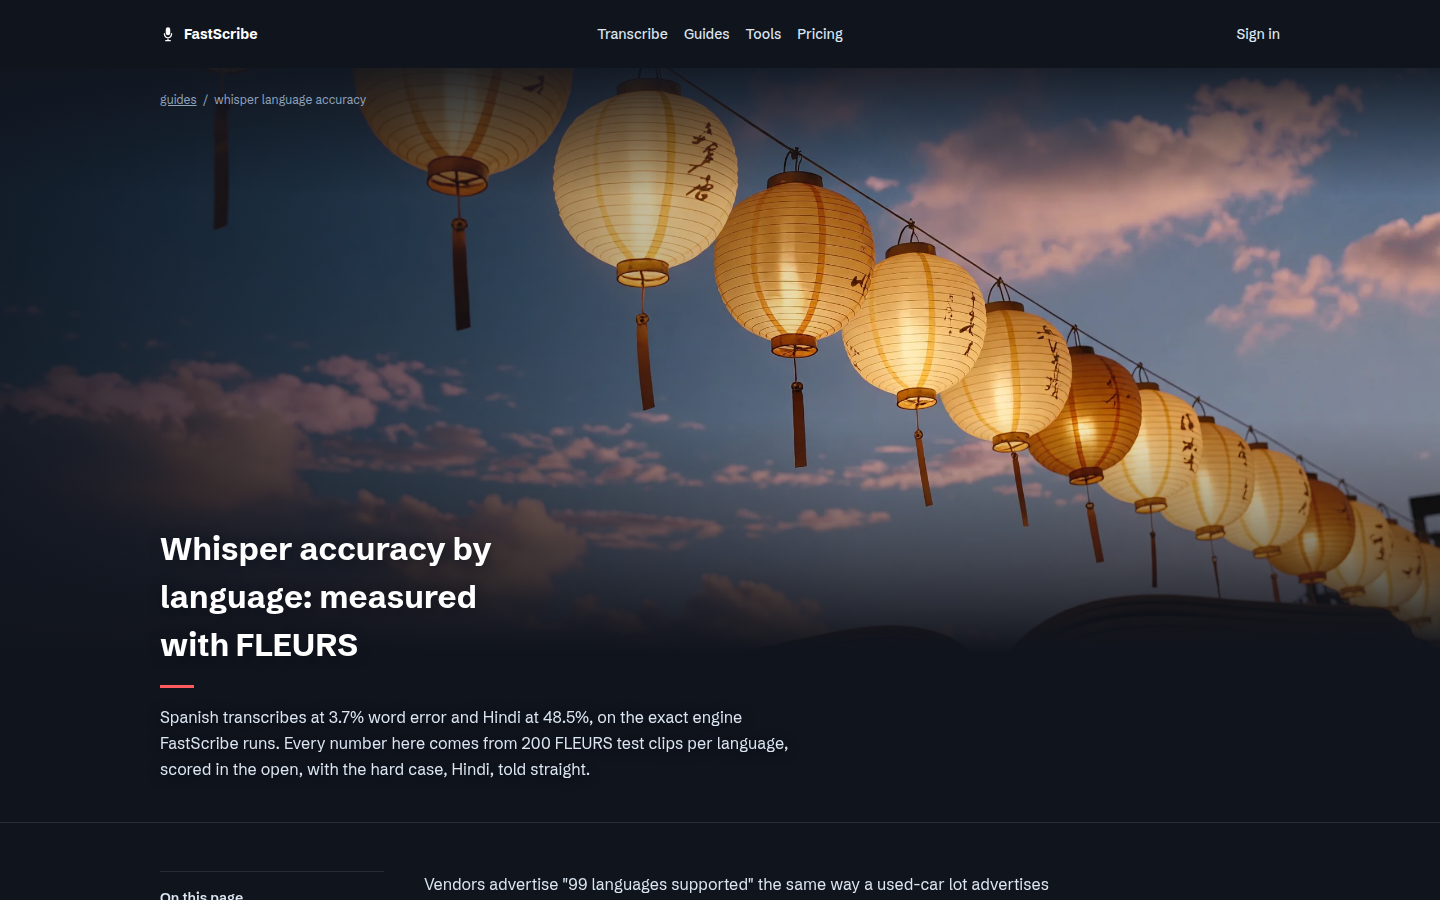 FastScribe
Transcribe Guides Tools Pricing
Sign in
guides / whisper language accuracy
Whisper accuracy by
language: measured
with FLEURS
Spanish transcribes at 3.7% word error and Hindi at 48.5%, on the exact engine
FastScribe runs. Every number here comes from 200 FLEURS test clips per language,
scored in the open, with the hard case, Hindi, told straight.
On this page
Vendors advertise "99 languages supported" the same way a used-car lot advertises